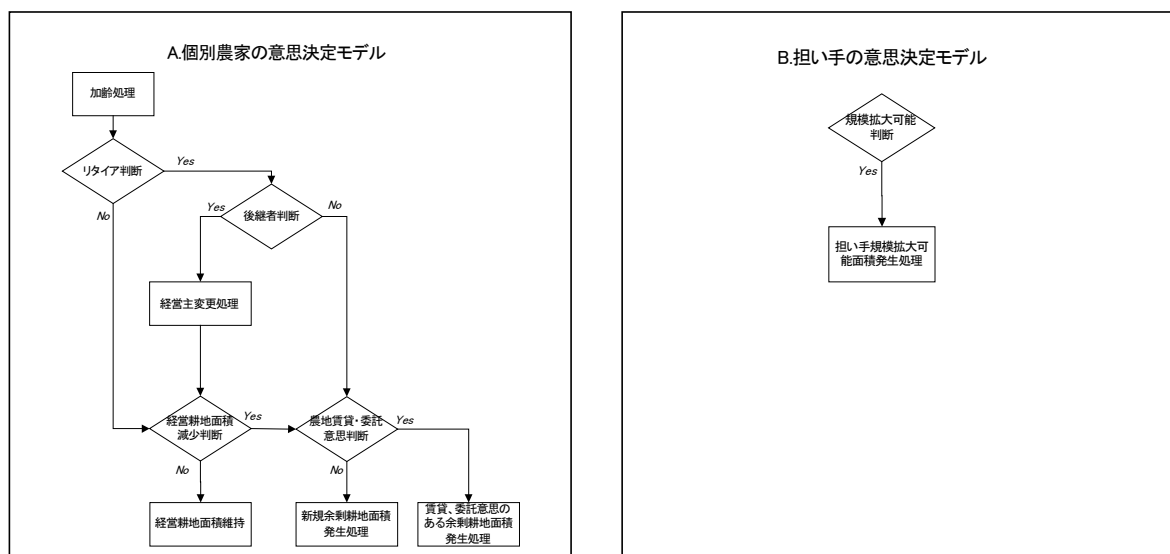 A.個別農家の意思決定モデル
加齢処理
リタイア判断
Yes
No
後継者判断
Yes
No
経営主変更処理
経営耕地面積
減少判断
Yes
No
農地賃貸・委託
意思判断
Yes
No
経営耕地面積維持
新規余剰耕地面積
発生処理
賃貸、委託意思の
ある余剰耕地面積
発生処理
B.担い手の意思決定モデル
規模拡大可能
判断
Yes
担い手規模拡大可
能面積発生処理